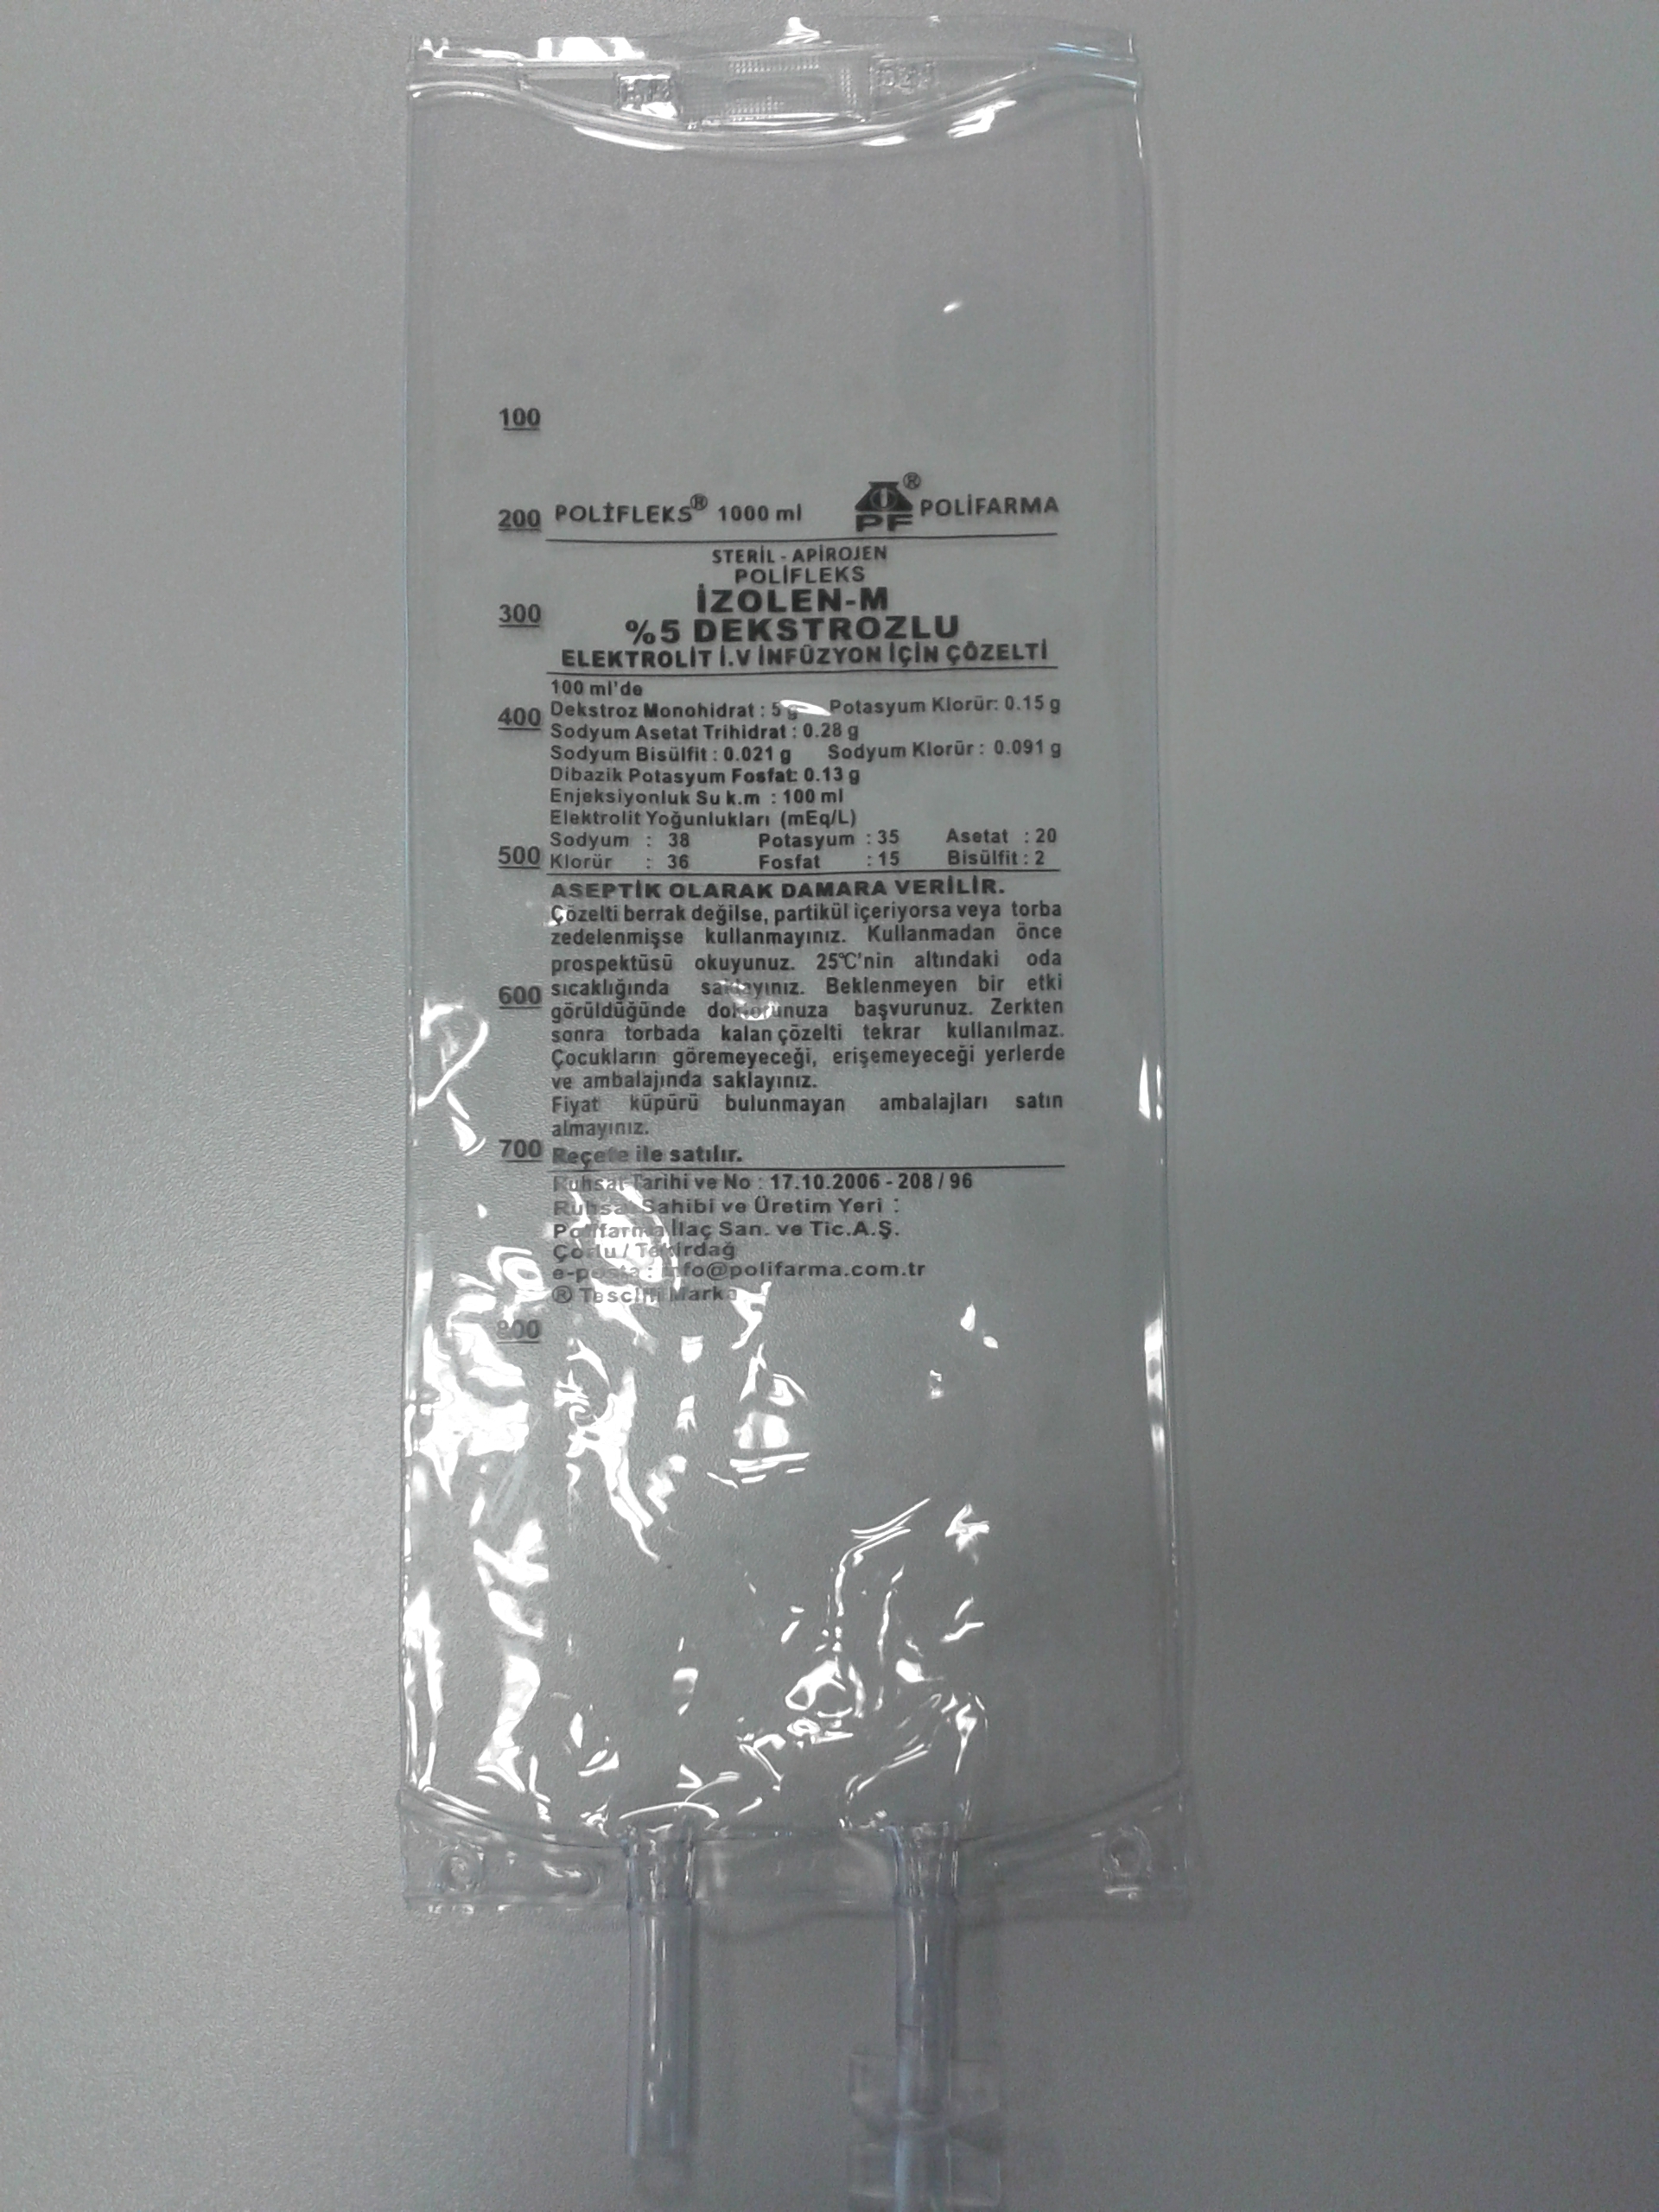 100
200 POLİFLEKS® 1000 ml PF® POLİFARMA
STERİL - APİROJEN
POLİFLEKS
300 İZOLEN-M
%5 DEKSTROZLU
ELEKTROLİT İ.V İNFÜZYON İÇİN ÇÖZELTİ
100 ml'de
400 Dekstroz Monohidrat : 5 g Potasyum Klorür: 0.15 g
Sodyum Asetat Trihidrat : 0.28 g
Sodyum Bisülfit : 0.021 g Sodyum Klorür : 0.091 g
Dibazik Potasyum Fosfat: 0.13 g
Enjeksiyonluk Su k.m : 100 ml
Elektrolit Yoğunlukları (mEq/L)
Sodyum : 38 Potasyum : 35 Asetat : 20
500 Klorür : 36 Fosfat : 15 Bisülfit : 2
ASEPTİK OLARAK DAMARA VERİLİR.
Çözelti berrak değilse, partikül içeriyorsa veya torba
zedelenmişse kullanmayınız. Kullanmadan önce
prospektüsü okuyunuz. 25℃'nin altındaki oda
600 sıcaklığında saklayınız. Beklenmeyen bir etki
görüldüğünde doktorunuza başvurunuz. Zerkten
sonra torbada kalan çözelti tekrar kullanılmaz.
Çocukların göremeyeceği, erişemeyeceği yerlerde
ve ambalajında saklayınız.
Fiyat küpürü bulunmayan ambalajları satın
almayınız.
700 Reçete ile satılır.
Ruhsat Tarihi ve No : 17.10.2006 - 208 / 96
Ruhsat Sahibi ve Üretim Yeri :
Polifarma İlaç San. ve Tic.A.Ş.
Çorlu / Tekirdağ
e-posta : info@polifarma.com.tr
® Tescilli Marka
800